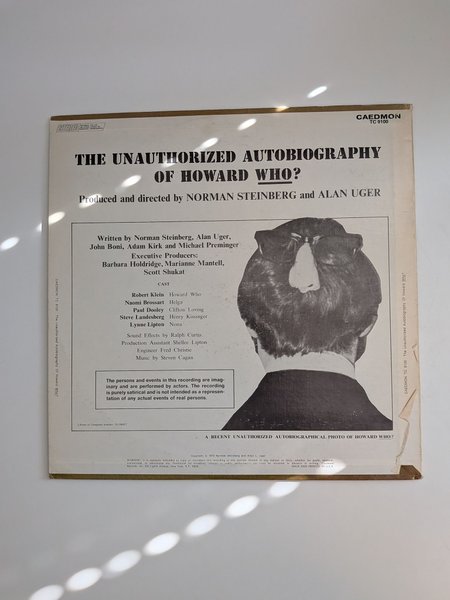 CAEDMON
TC 9100
THE UNAUTHORIZED AUTOBIOGRAPHY
OF HOWARD WHO?
Produced and directed by NORMAN STEINBERG and ALAN UGER
Written by Norman Steinberg, Alan Uger,
John Boni, Adam Kirk and Michael Preminger
Executive Producers:
Barbara Holdridge, Marianne Mantell,
Scott Shukat
CAST
Robert Klein Howard Who
Naomi Brossart Helga
Paul Dooley Clifton Loving
Steve Landesberg Henry Kissinger
Lynne Lipton Nona
Sound Effects by Ralph Curtis
Production Assistant Shelley Lipton
Engineer Fred Christie
Music by Steven Cagan
The persons and events in this recording are imag-
inary and are performed by actors. The recording
is purely satirical and is not intended as a represen-
tation of any actual events of real persons.
A RECENT UNAUTHORIZED AUTOBIOGRAPHICAL PHOTO OF HOWARD WHO?